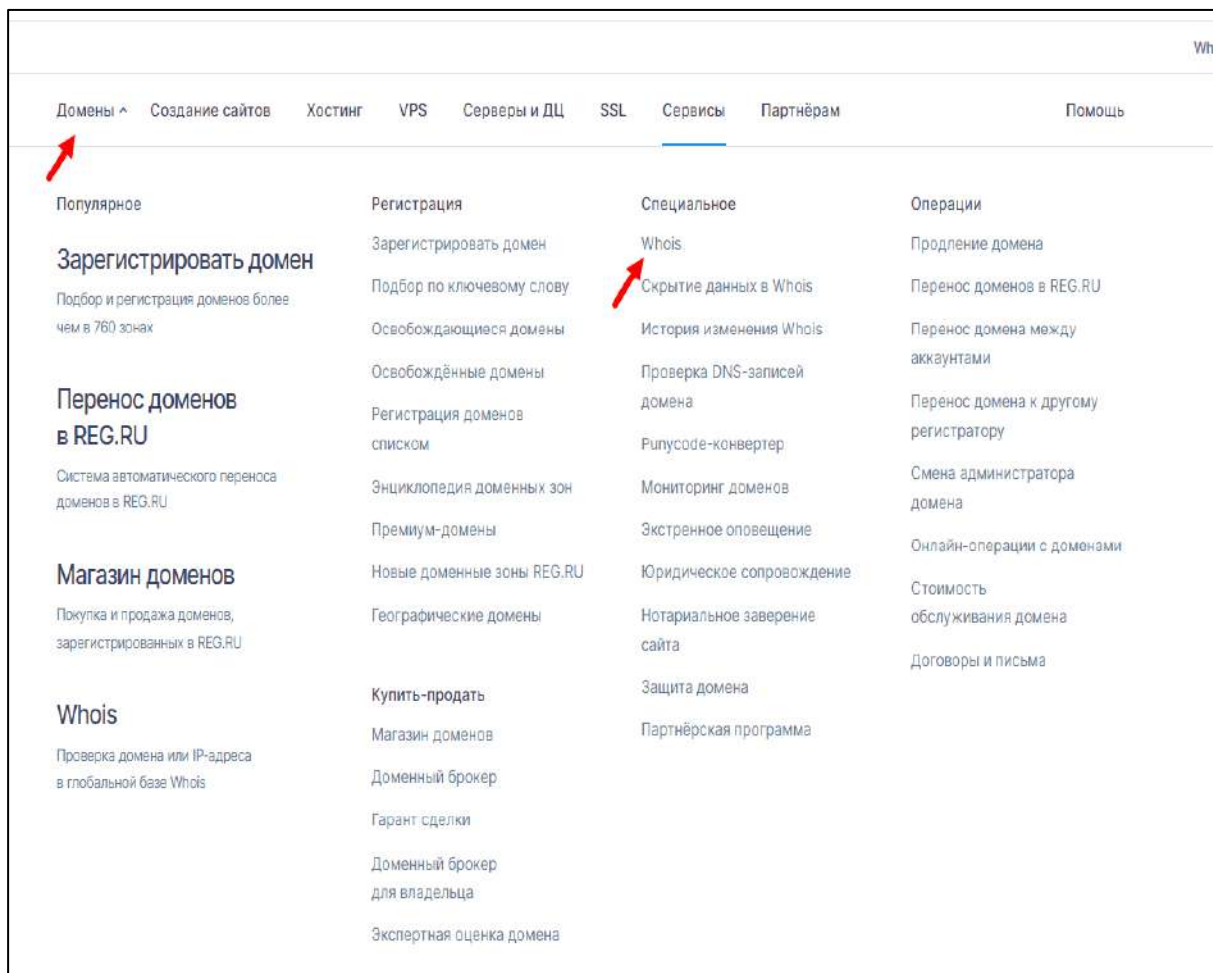 Wh
Домены Создание сайтов Хостинг VPS Серверы и ДЦ SSL Сервисы Партнёрам Помощь
Популярное
Зарегистрировать домен
Подбор и регистрация доменов более
чем в 760 зонах
Перенос доменов
в REG.RU
Система автоматического переноса
доменов в REG.RU
Магазин доменов
Покупка и продажа доменов,
зарегистрированных в REG.RU
Whois
Проверка домена или IP-адреса
в глобальной базе Whois
Регистрация
Зарегистрировать домен
Подбор по ключевому слову
Освобождающиеся домены
Освобождённые домены
Регистрация доменов
списком
Энциклопедия доменных зон
Премиум-домены
Новые доменные зоны REG.RU
Географические домены
Купить-продать
Магазин доменов
Доменный брокер
Гарант сделки
Доменный брокер
для владельца
Экспертная оценка домена
Специальное
Whois
Скрытие данных в Whois
История изменения Whois
Проверка DNS-записей
домена
Punycode-конвертер
Мониторинг доменов
Экстренное оповещение
Юридическое сопровождение
Нотариальное заверение
сайта
Защита домена
Партнёрская программа
Операции
Продление домена
Перенос доменов в REG.RU
Перенос домена между
аккаунтами
Перенос домена к другому
регистратору
Смена администратора
домена
Онлайн-операции с доменами
Стоимость
обслуживания домена
Договоры и письма